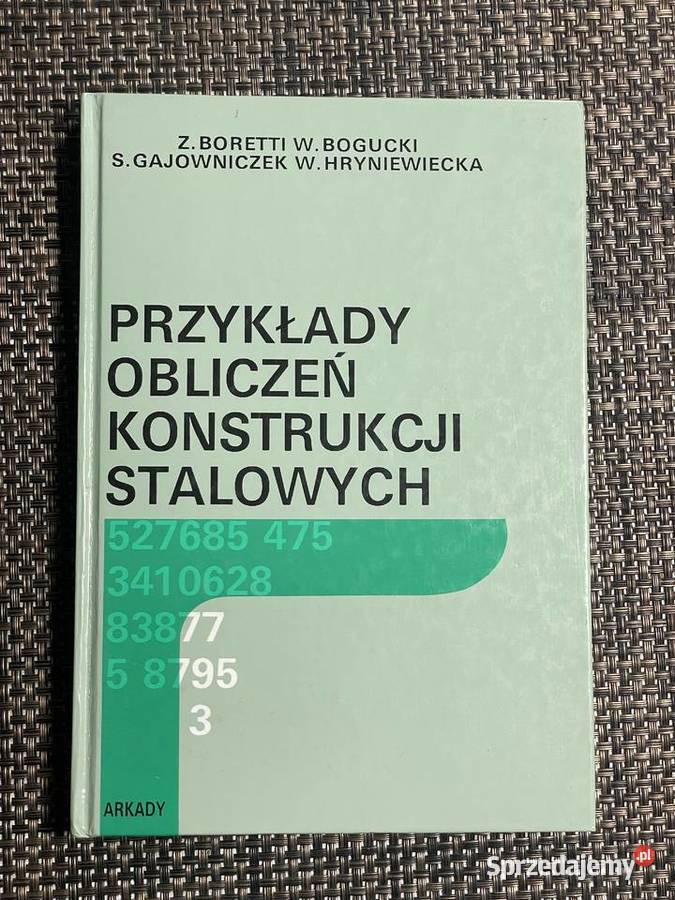 Z.BORETTI W.BOGUCKI
S.GAJOWNICZEK W.HRYNIEWIECKA
PRZYKŁADY
OBLICZEŃ
KONSTRUKCJI
STALOWYCH
527685 475
3410628
83877
5 8795
3
ARKADY
Sprzedajemy.pl